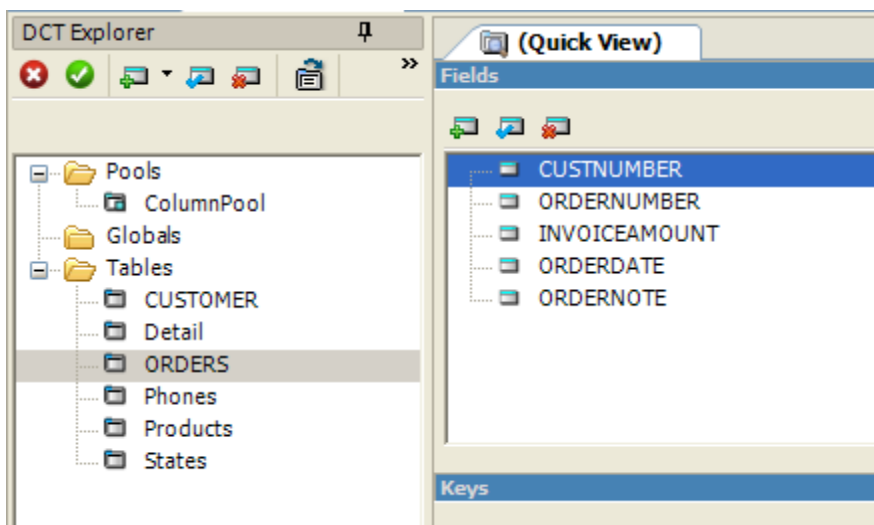 DCT Explorer
»
Pools
ColumnPool
Globals
Tables
CUSTOMER
Detail
ORDERS
Phones
Products
States
(Quick View)
Fields
CUSTNUMBER
ORDERNUMBER
INVOICEAMOUNT
ORDERDATE
ORDERNOTE
Keys